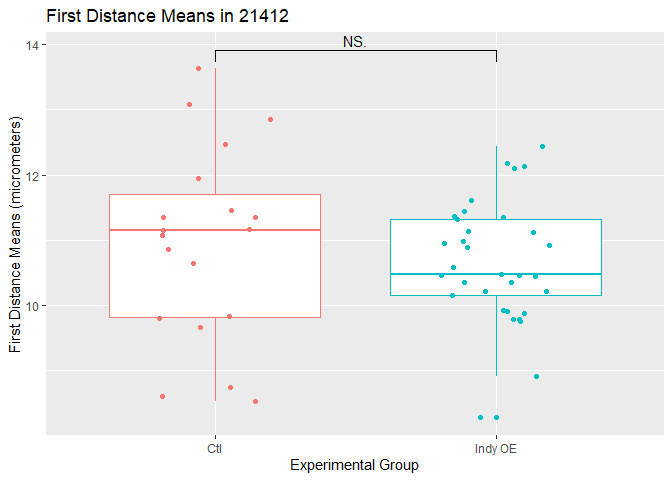 First Distance Means in 21412
NS.
14
12
10
First Distance Means (micrometers)
Ctl
Indy OE
Experimental Group